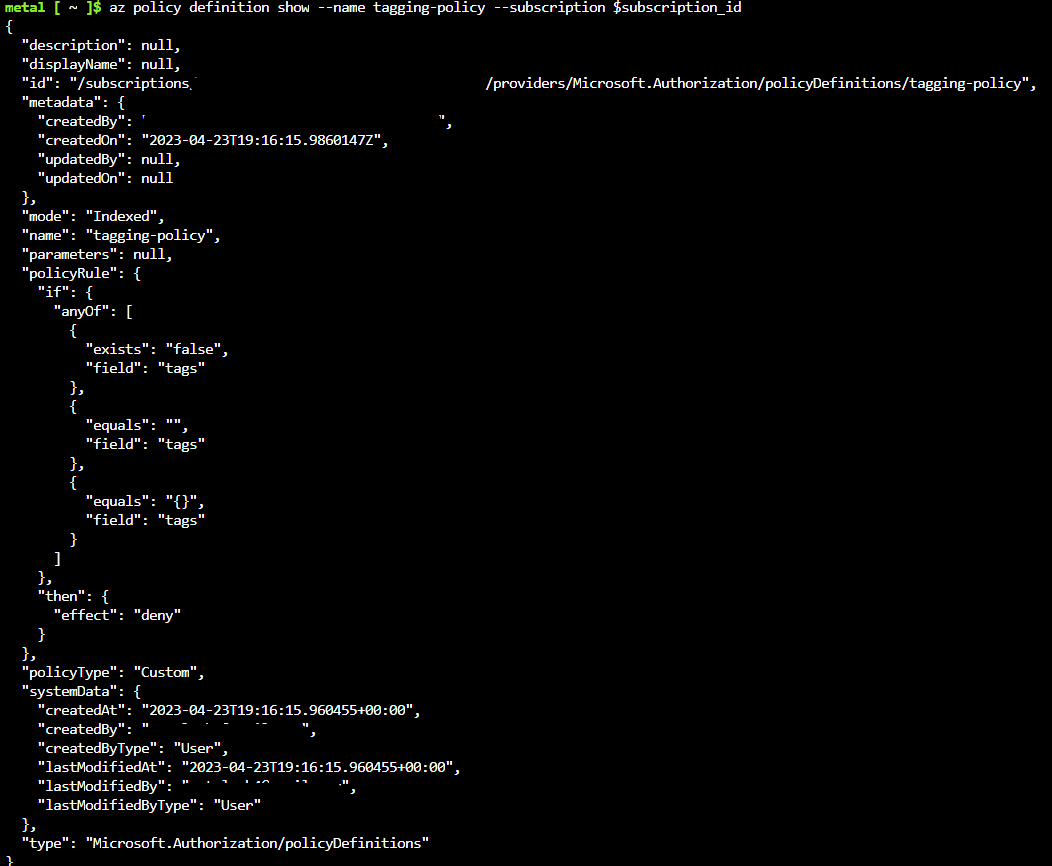 metal [ ~ ]$ az policy definition show --name tagging-policy --subscription $subscription_id
{
  "description": null,
  "displayName": null,
  "id": "/subscriptions /providers/Microsoft.Authorization/policyDefinitions/tagging-policy",
  "metadata": {
    "createdBy": ",
    "createdOn": "2023-04-23T19:16:15.9860147Z",
    "updatedBy": null,
    "updatedOn": null
  },
  "mode": "Indexed",
  "name": "tagging-policy",
  "parameters": null,
  "policyRule": {
    "if": {
      "anyOf": [
        {
          "exists": "false",
          "field": "tags"
        },
        {
          "equals": "",
          "field": "tags"
        },
        {
          "equals": "{}",
          "field": "tags"
        }
      ]
    },
    "then": {
      "effect": "deny"
    }
  },
  "policyType": "Custom",
  "systemData": {
    "createdAt": "2023-04-23T19:16:15.960455+00:00",
    "createdBy": " ",
    "createdByType": "User",
    "lastModifiedAt": "2023-04-23T19:16:15.960455+00:00",
    "lastModifiedBy": " ",
    "lastModifiedByType": "User"
  },
  "type": "Microsoft.Authorization/policyDefinitions"
}